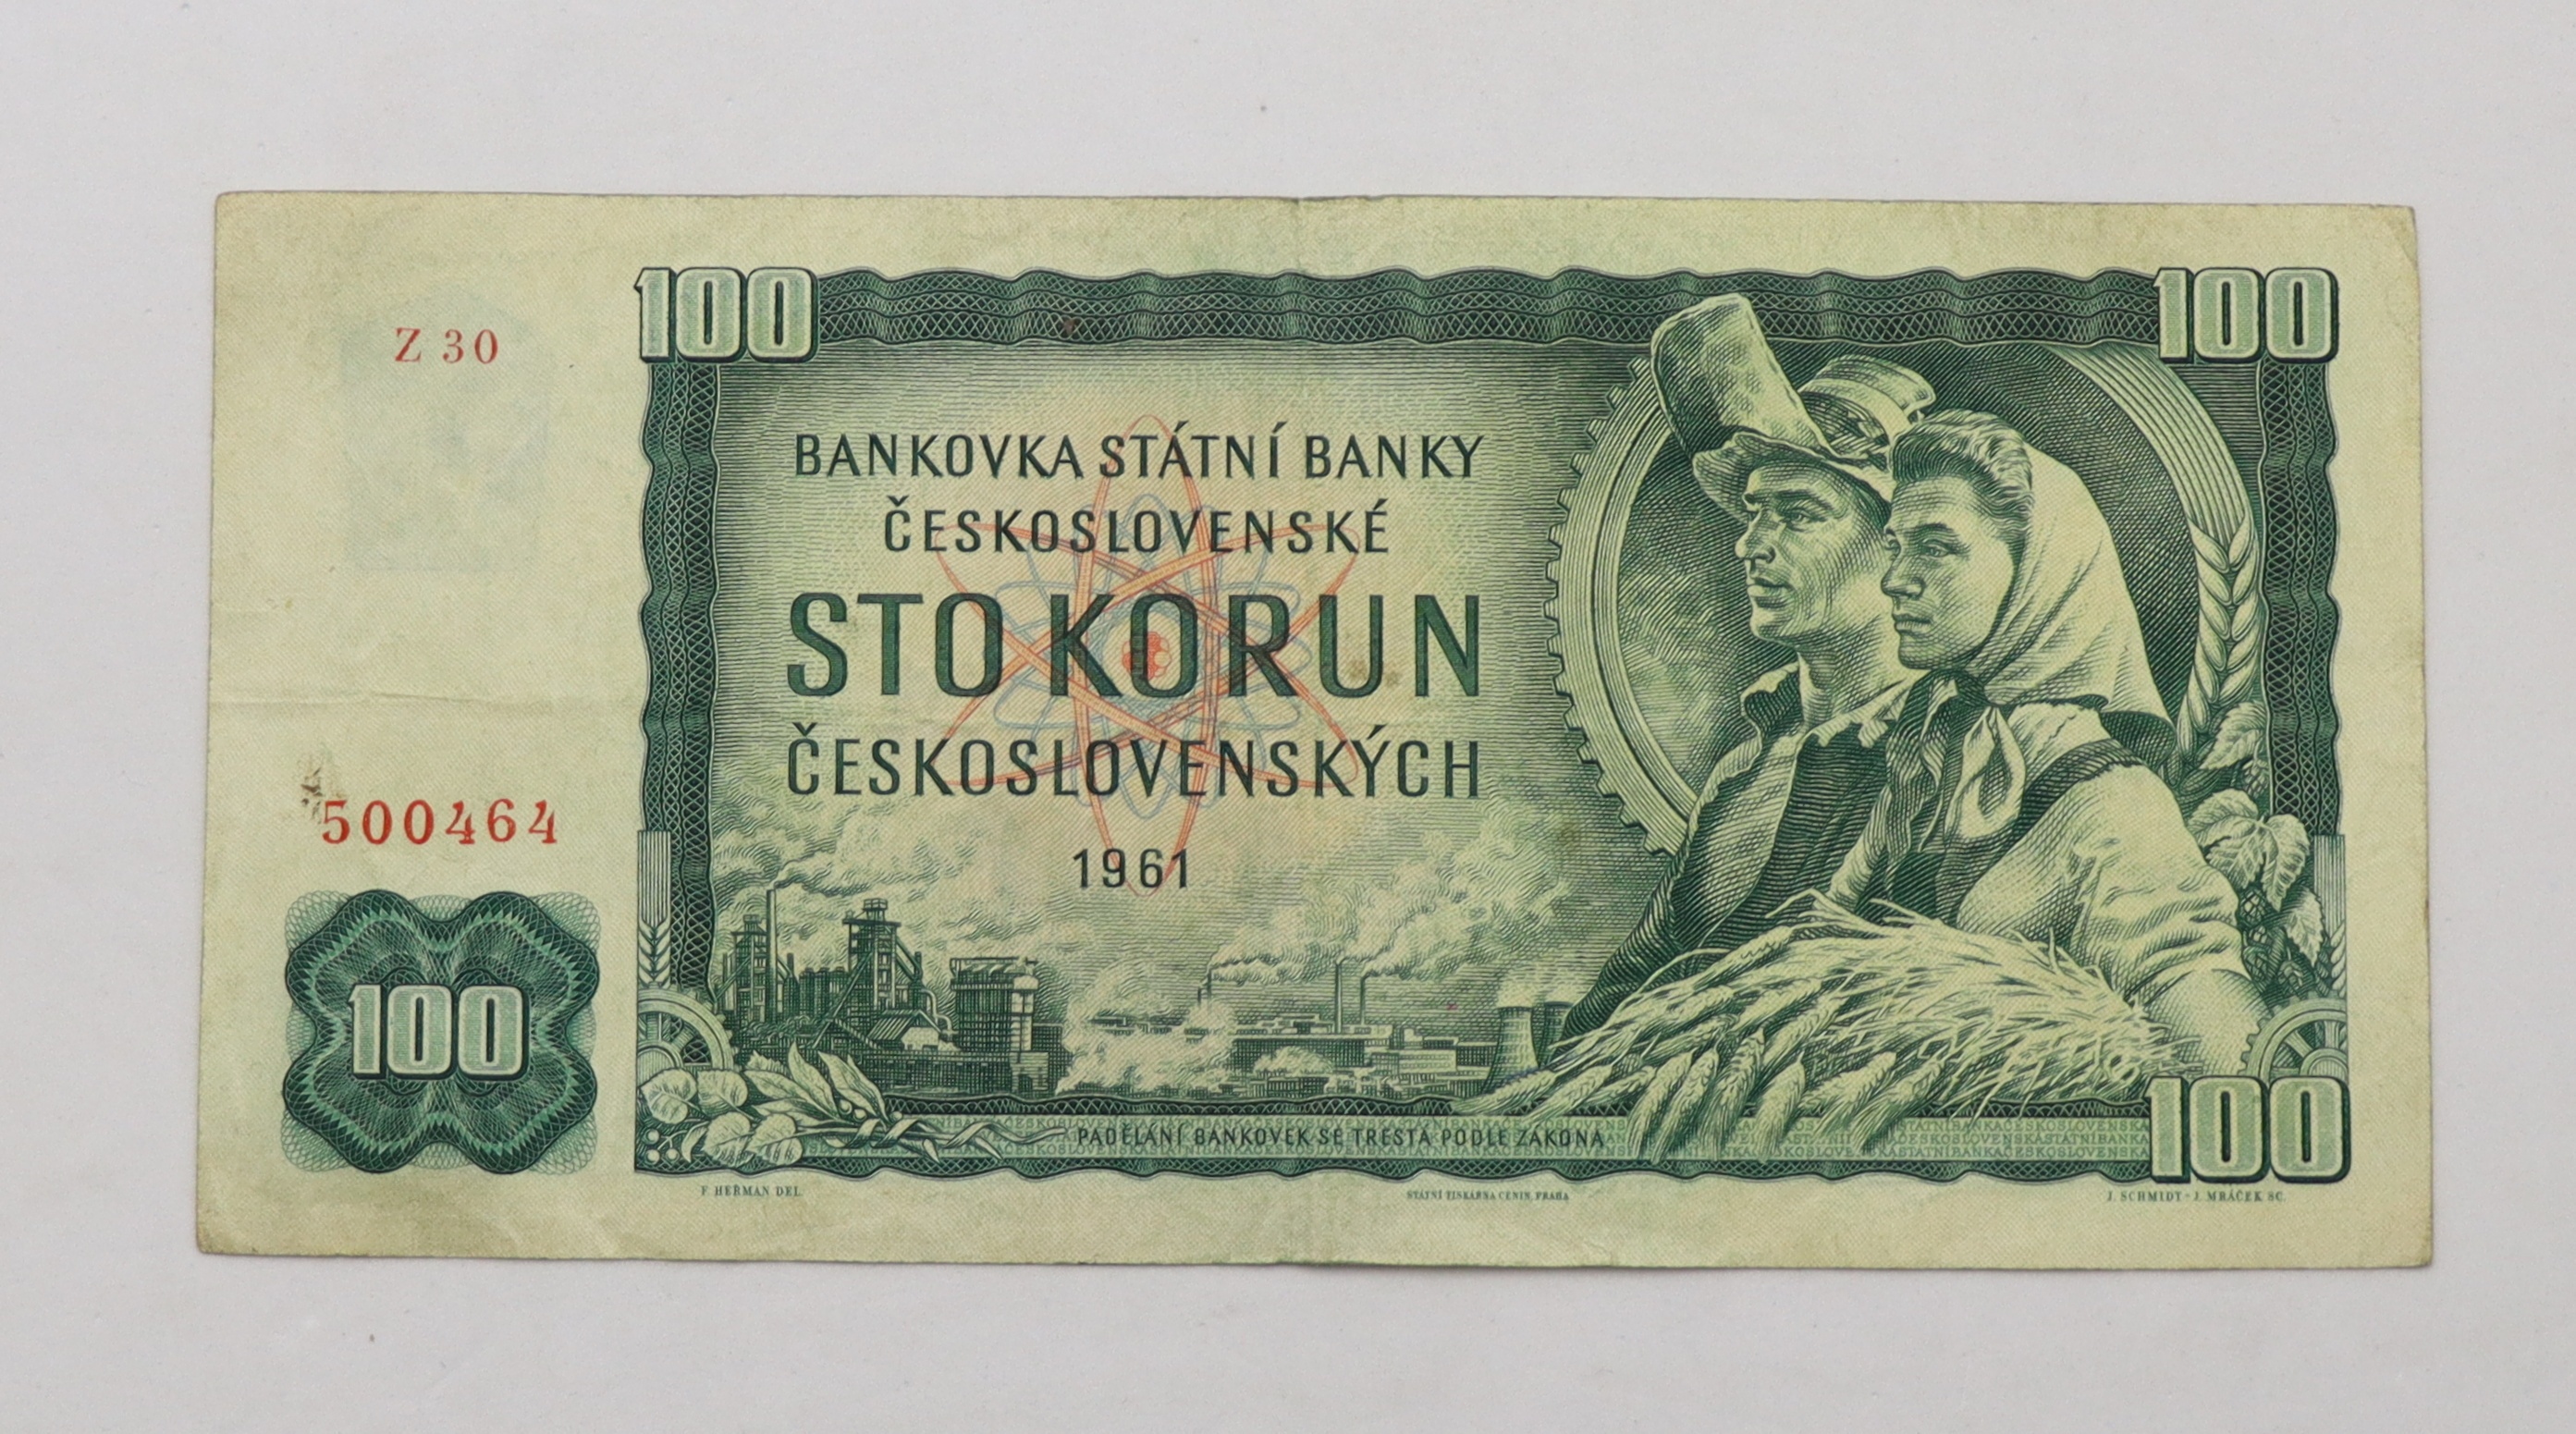 100
100
Z 30
BANKOVKA STÁTNÍ BANKY
ČESKOSLOVENSKÉ
STO KORUN
ČESKOSLOVENSKÝCH
500464
1961
100
PADĚLÁNÍ BANKOVEK SE TRESTÁ PODLE ZÁKONA
100
F. HEŘMAN DEL.
STÁTNÍ TISKÁRNA CENIN, PRAHA
J. SCHMIDT - J. MRÁČEK SC.